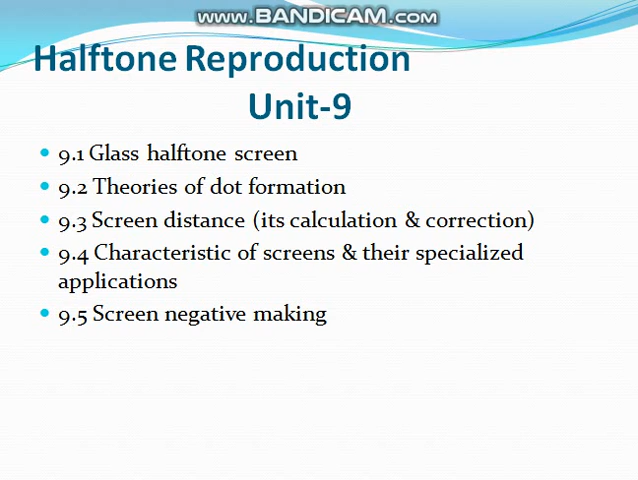 www.BANDICAM.com
Halftone Reproduction
Unit-9
9.1 Glass halftone screen
9.2 Theories of dot formation
9.3 Screen distance (its calculation & correction)
9.4 Characteristic of screens & their specialized
applications
9.5 Screen negative making